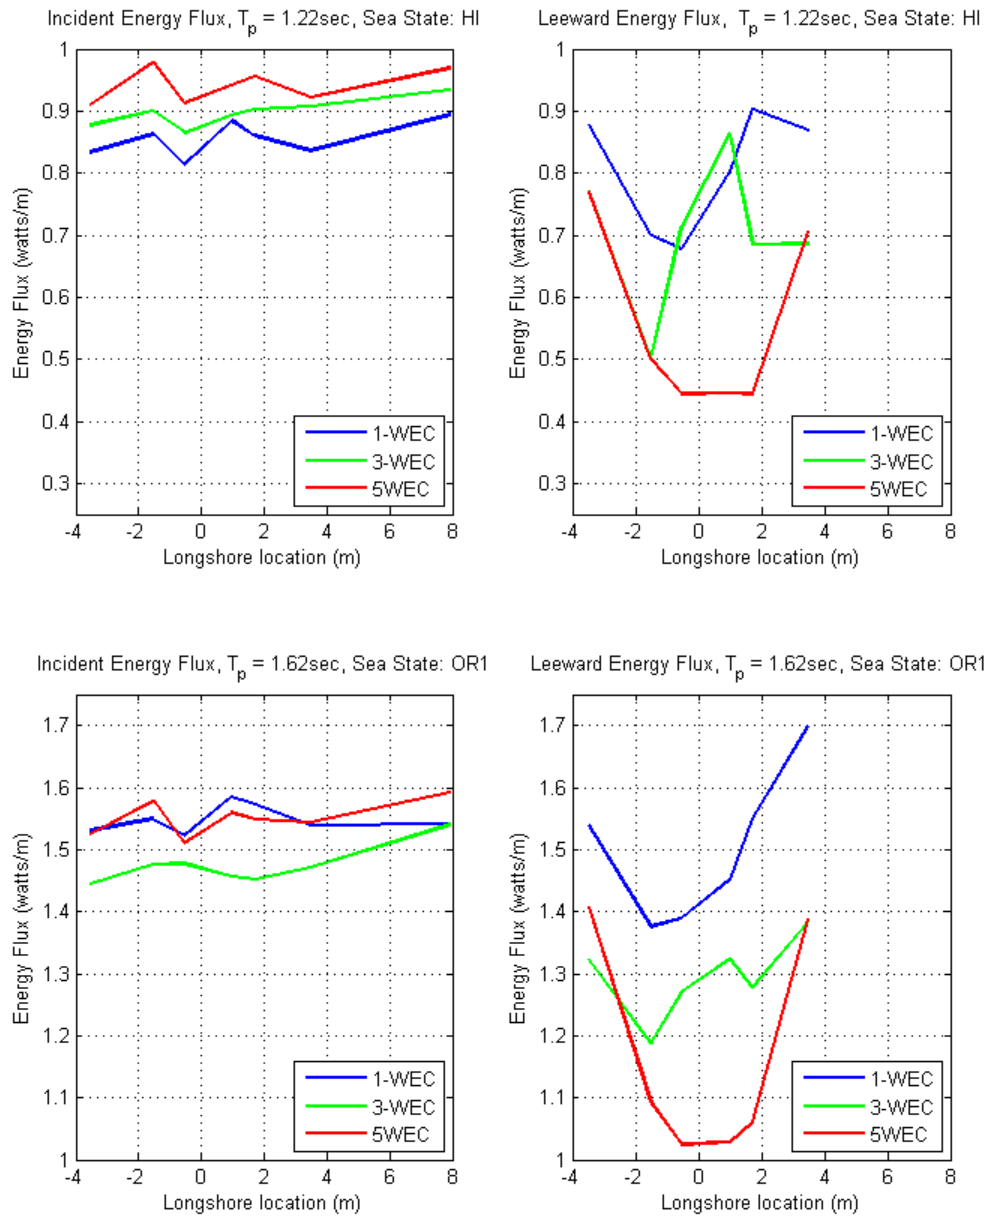 Incident Energy Flux, T_p = 1.22sec, Sea State: HI
Energy Flux (watts/m)
1
0.9
0.8
0.7
0.6
0.5
0.4
0.3
1-WEC
3-WEC
5WEC
-4 -2 0 2 4 6 8
Longshore location (m)
Leeward Energy Flux, T_p = 1.22sec, Sea State: HI
Energy Flux (watts/m)
1
0.9
0.8
0.7
0.6
0.5
0.4
0.3
1-WEC
3-WEC
5WEC
-4 -2 0 2 4 6 8
Longshore location (m)
Incident Energy Flux, T_p = 1.62sec, Sea State: OR1
Energy Flux (watts/m)
1.7
1.6
1.5
1.4
1.3
1.2
1.1
1
1-WEC
3-WEC
5WEC
-4 -2 0 2 4 6 8
Longshore location (m)
Leeward Energy Flux, T_p = 1.62sec, Sea State: OR1
Energy Flux (watts/m)
1.7
1.6
1.5
1.4
1.3
1.2
1.1
1
1-WEC
3-WEC
5WEC
-4 -2 0 2 4 6 8
Longshore location (m)